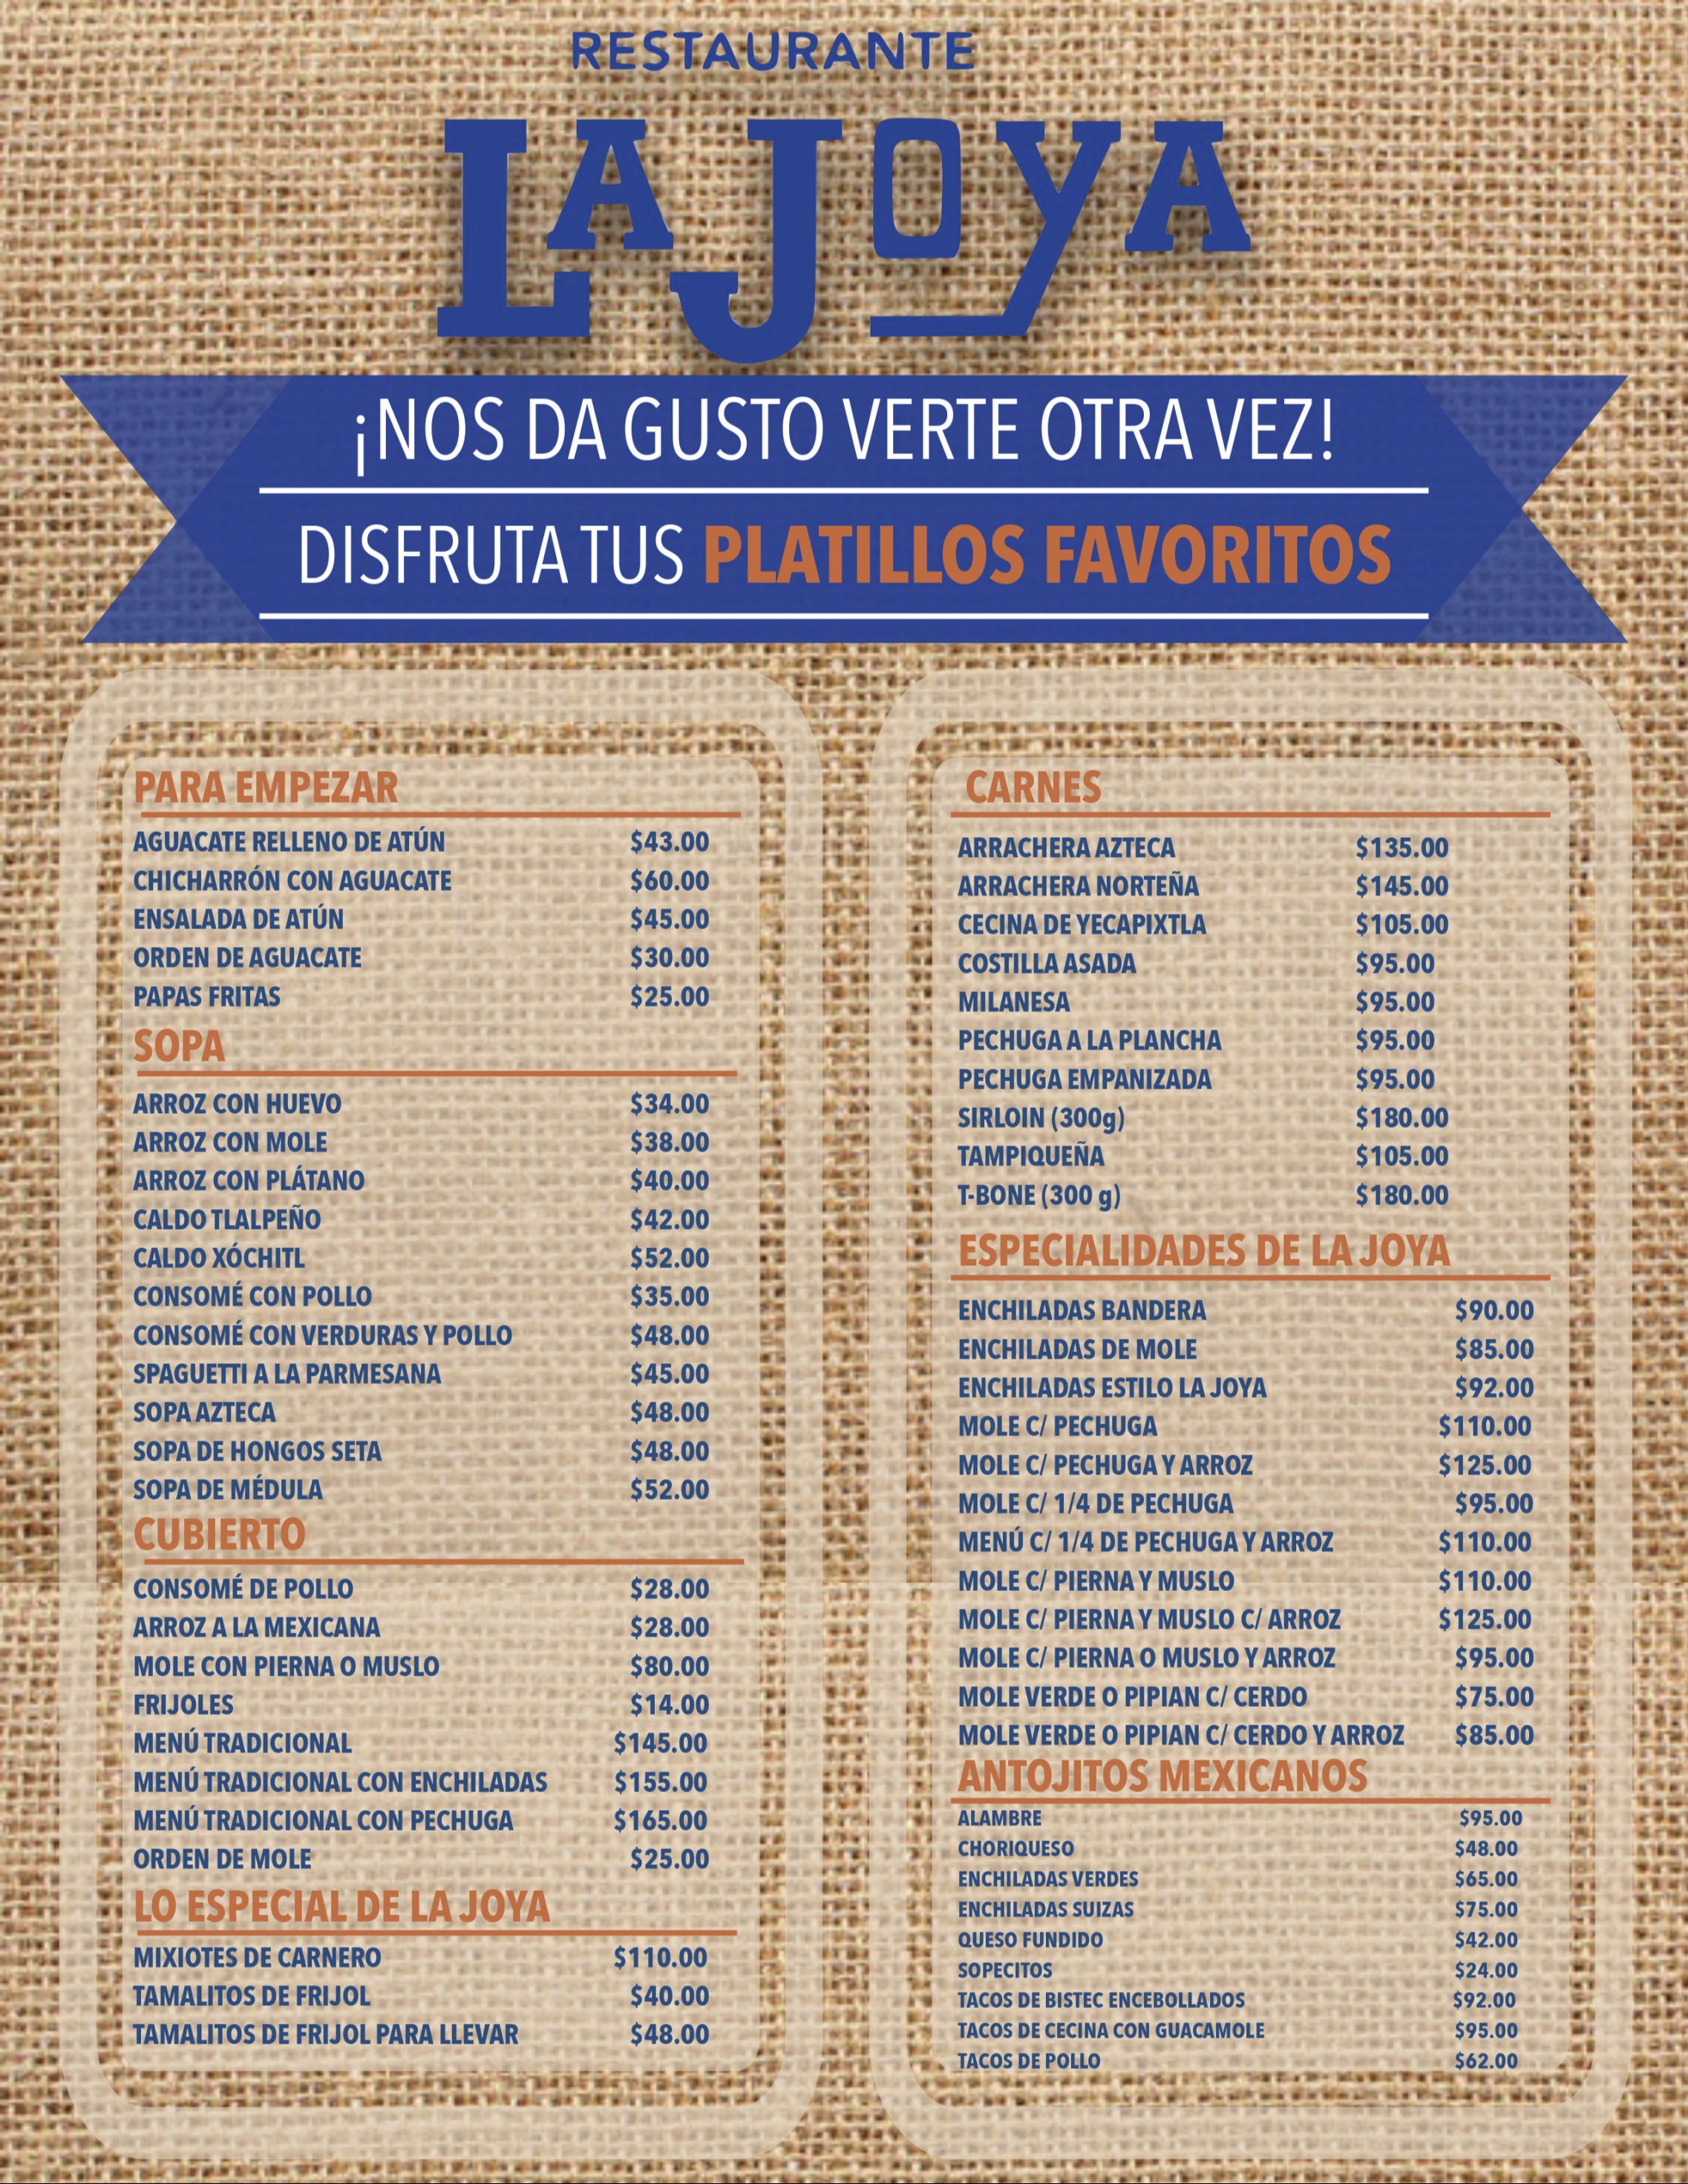 RESTAURANTE
LA JOYA
¡NOS DA GUSTO VERTE OTRA VEZ!
DISFRUTA TUS PLATILLOS FAVORITOS
PARA EMPEZAR
AGUACATE RELLENO DE ATÚN $43.00
CHICHARRÓN CON AGUACATE $60.00
ENSALADA DE ATÚN $45.00
ORDEN DE AGUACATE $30.00
PAPAS FRITAS $25.00
SOPA
ARROZ CON HUEVO $34.00
ARROZ CON MOLE $38.00
ARROZ CON PLÁTANO $40.00
CALDO TLALPEÑO $42.00
CALDO XÓCHITL $52.00
CONSOMÉ CON POLLO $35.00
CONSOMÉ CON VERDURAS Y POLLO $48.00
SPAGUETTI A LA PARMESANA $45.00
SOPA AZTECA $48.00
SOPA DE HONGOS SETA $48.00
SOPA DE MÉDULA $52.00
CUBIERTO
CONSOMÉ DE POLLO $28.00
ARROZ A LA MEXICANA $28.00
MOLE CON PIERNA O MUSLO $80.00
FRIJOLES $14.00
MENÚ TRADICIONAL $145.00
MENÚ TRADICIONAL CON ENCHILADAS $155.00
MENÚ TRADICIONAL CON PECHUGA $165.00
ORDEN DE MOLE $25.00
LO ESPECIAL DE LA JOYA
MIXIOTES DE CARNERO $110.00
TAMALITOS DE FRIJOL $40.00
TAMALITOS DE FRIJOL PARA LLEVAR $48.00
CARNES
ARRACHERA AZTECA $135.00
ARRACHERA NORTEÑA $145.00
CECINA DE YECAPIXTLA $105.00
COSTILLA ASADA $95.00
MILANESA $95.00
PECHUGA A LA PLANCHA $95.00
PECHUGA EMPANIZADA $95.00
SIRLOIN (300g) $180.00
TAMPIQUEÑA $105.00
T-BONE (300 g) $180.00
ESPECIALIDADES DE LA JOYA
ENCHILADAS BANDERA $90.00
ENCHILADAS DE MOLE $85.00
ENCHILADAS ESTILO LA JOYA $92.00
MOLE C/ PECHUGA $110.00
MOLE C/ PECHUGA Y ARROZ $125.00
MOLE C/ 1/4 DE PECHUGA $95.00
MENÚ C/ 1/4 DE PECHUGA Y ARROZ $110.00
MOLE C/ PIERNA Y MUSLO $110.00
MOLE C/ PIERNA Y MUSLO C/ ARROZ $125.00
MOLE C/ PIERNA O MUSLO Y ARROZ $95.00
MOLE VERDE O PIPIAN C/ CERDO $75.00
MOLE VERDE O PIPIAN C/ CERDO Y ARROZ $85.00
ANTOJITOS MEXICANOS
ALAMBRE $95.00
CHORIQUESO $48.00
ENCHILADAS VERDES $65.00
ENCHILADAS SUIZAS $75.00
QUESO FUNDIDO $42.00
SOPECITOS $24.00
TACOS DE BISTEC ENCEBOLLADOS $92.00
TACOS DE CECINA CON GUACAMOLE $95.00
TACOS DE POLLO $62.00